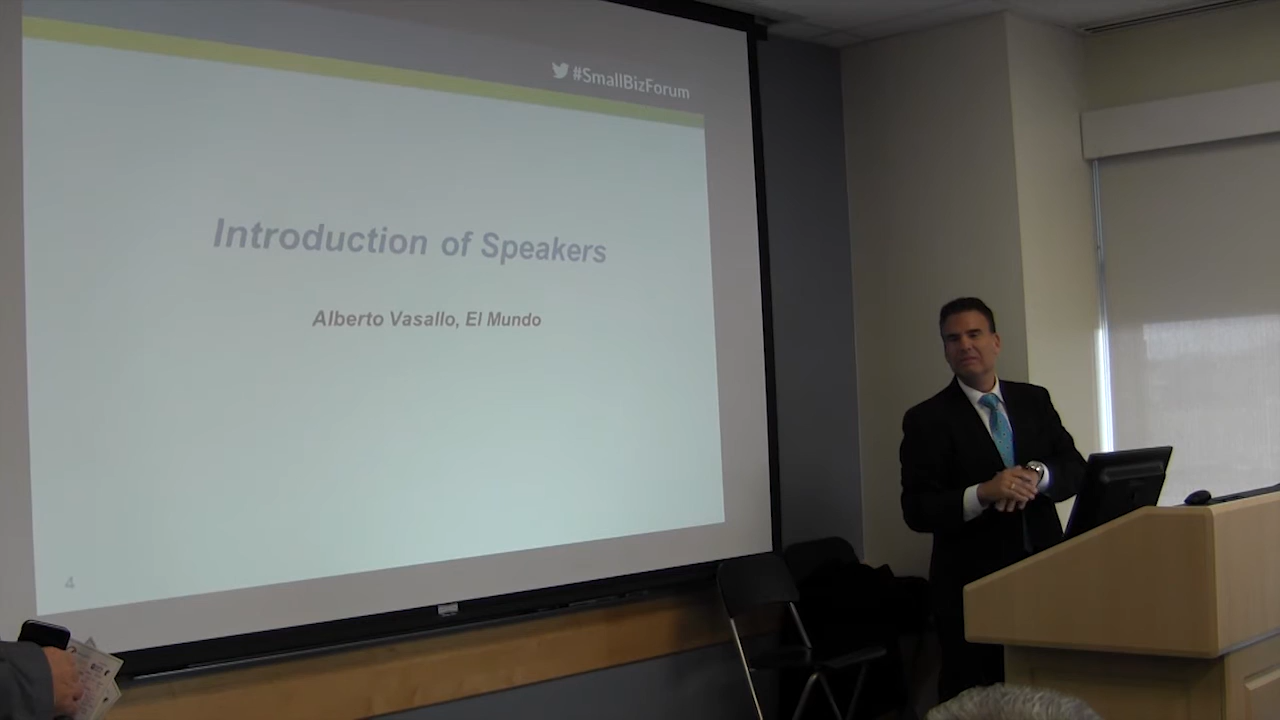 #SmallBizForum
Introduction of Speakers
Alberto Vasallo, El Mundo
4